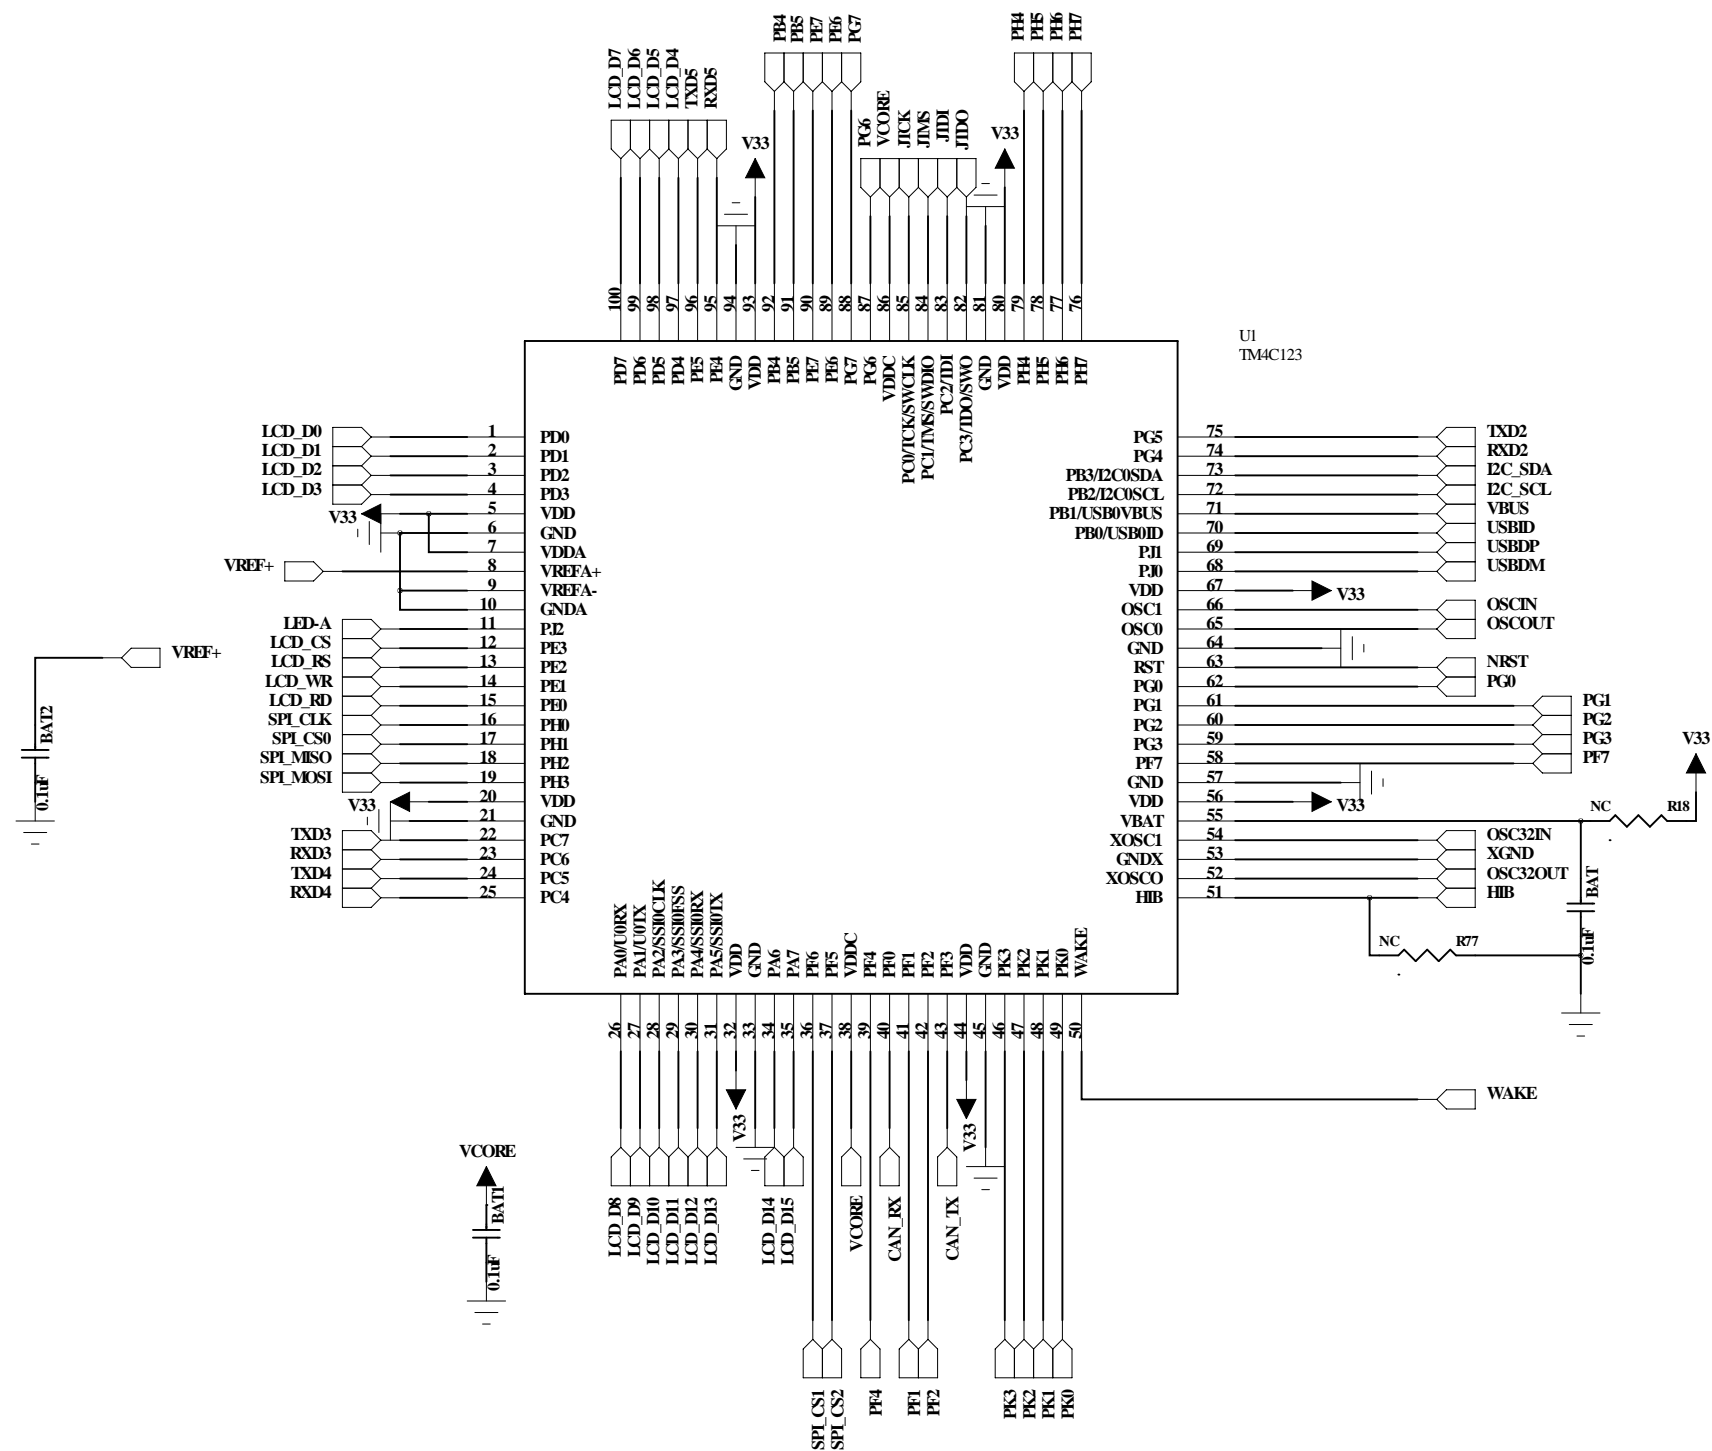 PB4 PB5 PE7 PE6 PG7
PH4 PH5 PH6 PH7
LCD_D7 LCD_D6 LCD_D5 LCD_D4 TXD5 RXD5
V33
PG6 VCORE JTCK JTMS JTDI JTDO
V33
100 99 98 97 96 95 94 93 92 91 90 89 88 87 86 85 84 83 82 81 80 79 78 77 76
U1
TM4C123
PD7 PD6 PD5 PD4 PE5 PE4 GND VDD PB4 PB5 PE7 PE6 PG7 PG6 VDDC PC0/TCK/SWCLK PC1/TMS/SWDIO PC2/TDI PC3/TDO/SWO GND VDD PH4 PH5 PH6 PH7
LCD_D0 1 PD0
LCD_D1 2 PD1
LCD_D2 3 PD2
LCD_D3 4 PD3
V33 5 VDD
6 GND
7 VDDA
VREF+ 8 VREFA+
9 VREFA-
10 GNDA
LED-A 11 PJ2
LCD_CS 12 PE3
LCD_RS 13 PE2
LCD_WR 14 PE1
LCD_RD 15 PE0
SPI_CLK 16 PH0
SPI_CS0 17 PH1
SPI_MISO 18 PH2
SPI_MOSI 19 PH3
V33 20 VDD
21 GND
TXD3 22 PC7
RXD3 23 PC6
TXD4 24 PC5
RXD4 25 PC4
PG5 75 TXD2
PG4 74 RXD2
PB3/I2C0SDA 73 I2C_SDA
PB2/I2C0SCL 72 I2C_SCL
PB1/USB0VBUS 71 VBUS
PB0/USB0ID 70 USBID
PJ1 69 USBDP
PJ0 68 USBDM
VDD 67 V33
OSC1 66 OSCIN
OSC0 65 OSCOUT
GND 64
RST 63 NRST
PG0 62 PG0
PG1 61 PG1
PG2 60 PG2
PG3 59 PG3
PF7 58 PF7
GND 57
VDD 56 V33
VBAT 55
XOSC1 54 OSC32IN
GNDX 53 XGND
XOSCO 52 OSC32OUT
HIB 51 HIB
V33
NC R18
BAT
0.1uF
NC R77
VREF+
BAT2
0.1uF
PA0/U0RX PA1/U0TX PA2/SSI0CLK PA3/SSI0FSS PA4/SSI0RX PA5/SSI0TX VDD GND PA6 PA7 PF6 PF5 VDDC PF4 PF0 PF1 PF2 PF3 VDD GND PK3 PK2 PK1 PK0 WAKE
26 27 28 29 30 31 32 33 34 35 36 37 38 39 40 41 42 43 44 45 46 47 48 49 50
WAKE
V33
V33
VCORE
BAT1
0.1uF
LCD_D8 LCD_D9 LCD_D10 LCD_D11 LCD_D12 LCD_D13 LCD_D14 LCD_D15
VCORE CAN_RX CAN_TX
SPI_CS1 SPI_CS2 PF4 PF1 PF2 PK3 PK2 PK1 PK0